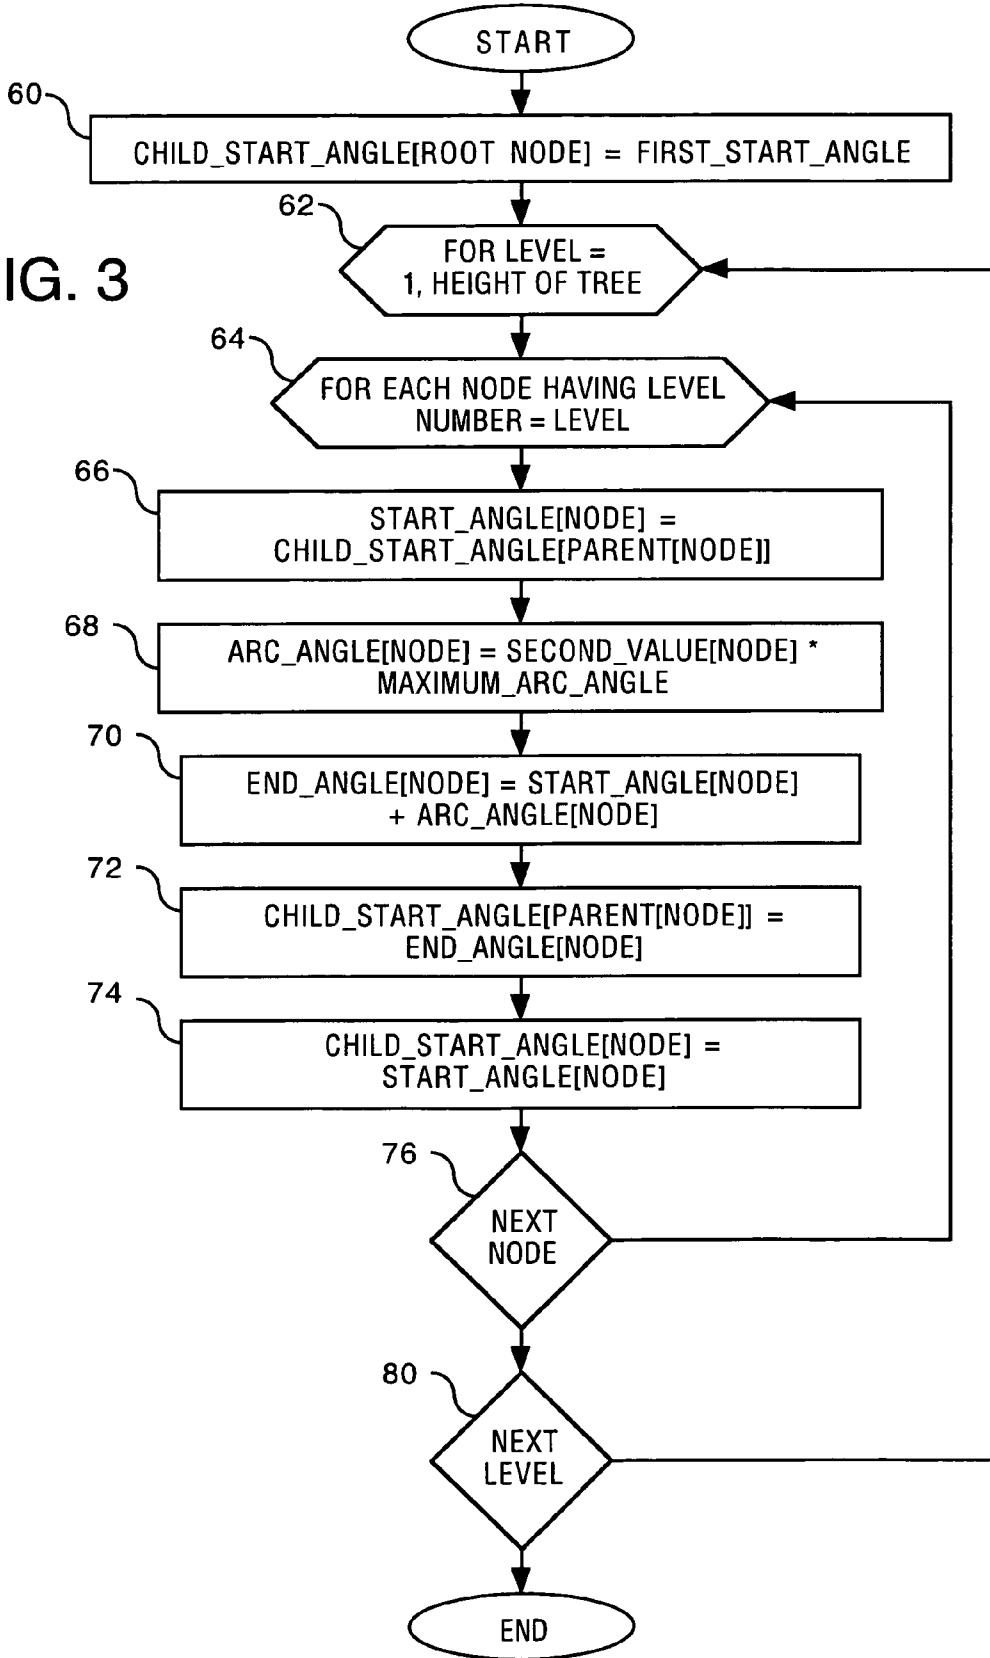 START
60
CHILD_START_ANGLE[ROOT NODE] = FIRST_START_ANGLE
62
FOR LEVEL =
1, HEIGHT OF TREE
IG. 3
64
FOR EACH NODE HAVING LEVEL
NUMBER = LEVEL
66
START_ANGLE[NODE] =
CHILD_START_ANGLE[PARENT[NODE]]
68
ARC_ANGLE[NODE] = SECOND_VALUE[NODE] *
MAXIMUM_ARC_ANGLE
70
END_ANGLE[NODE] = START_ANGLE[NODE]
+ ARC_ANGLE[NODE]
72
CHILD_START_ANGLE[PARENT[NODE]] =
END_ANGLE[NODE]
74
CHILD_START_ANGLE[NODE] =
START_ANGLE[NODE]
76
NEXT
NODE
80
NEXT
LEVEL
END